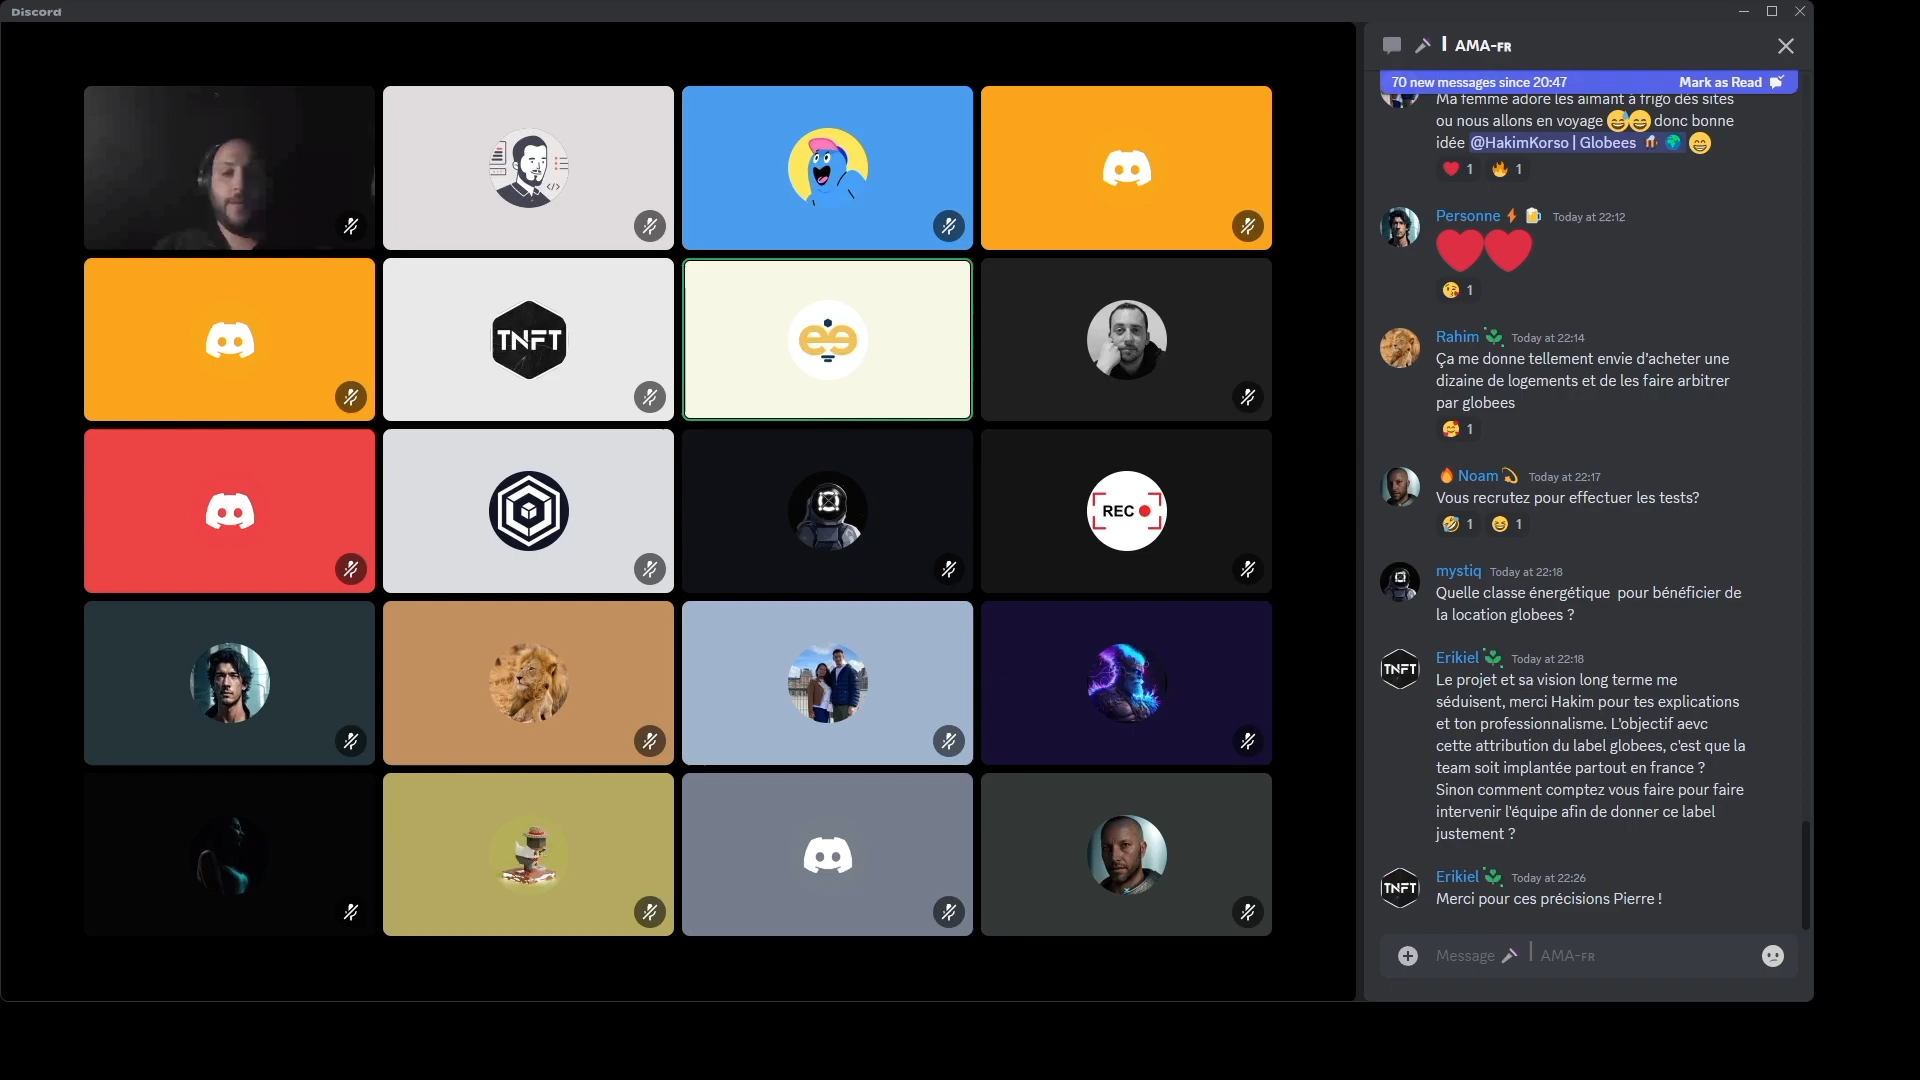 Discord
AMA-FR
70 new messages since 20:47 Mark as Read
Ma femme adore les aimant à frigo des sites
ou nous allons en voyage 😅😄 donc bonne
idée @HakimKorso | Globees 😄
❤️ 1 🔥 1
Personne Today at 22:12
❤️❤️
😘 1
Rahim Today at 22:14
Ça me donne tellement envie d'acheter une
dizaine de logements et de les faire arbitrer
par globees
🥰 1
Noam Today at 22:17
Vous recrutez pour effectuer les tests?
🤣 1 😆 1
mystiq Today at 22:18
Quelle classe énergétique pour bénéficier de
la location globees ?
Erikiel Today at 22:18
Le projet et sa vision long terme me
séduisent, merci Hakim pour tes explications
et ton professionnalisme. L'objectif aevc
cette attribution du label globees, c'est que la
team soit implantée partout en france ?
Sinon comment comptez vous faire pour faire
intervenir l'équipe afin de donner ce label
justement ?
Erikiel Today at 22:26
Merci pour ces précisions Pierre !
Message AMA-FR
TNFT
REC
TNFT
TNFT